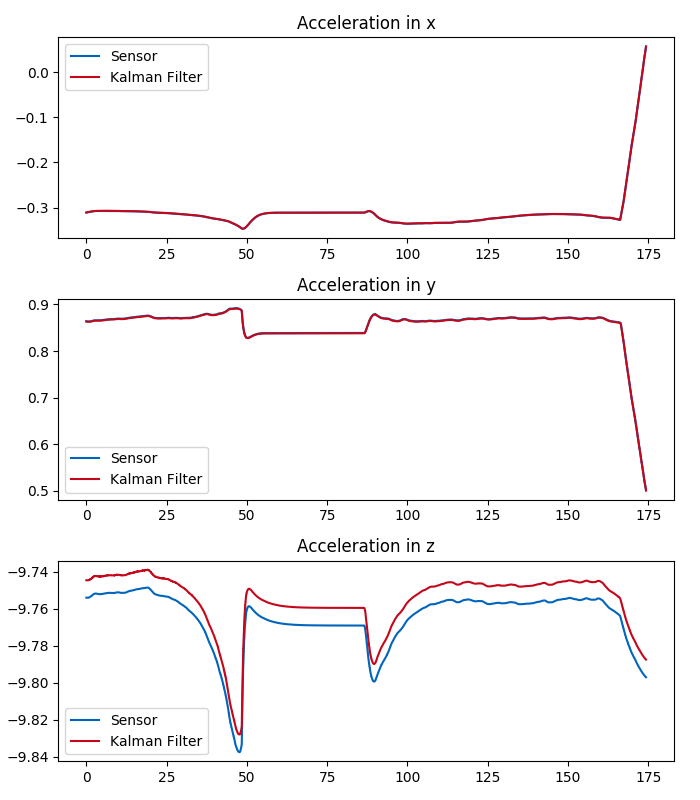 Acceleration in x
Sensor
Kalman Filter
0.0
−0.1
−0.2
−0.3
0 25 50 75 100 125 150 175
Acceleration in y
0.9
0.8
0.7
0.6
0.5
Sensor
Kalman Filter
0 25 50 75 100 125 150 175
Acceleration in z
−9.74
−9.76
−9.78
−9.80
−9.82
−9.84
Sensor
Kalman Filter
0 25 50 75 100 125 150 175